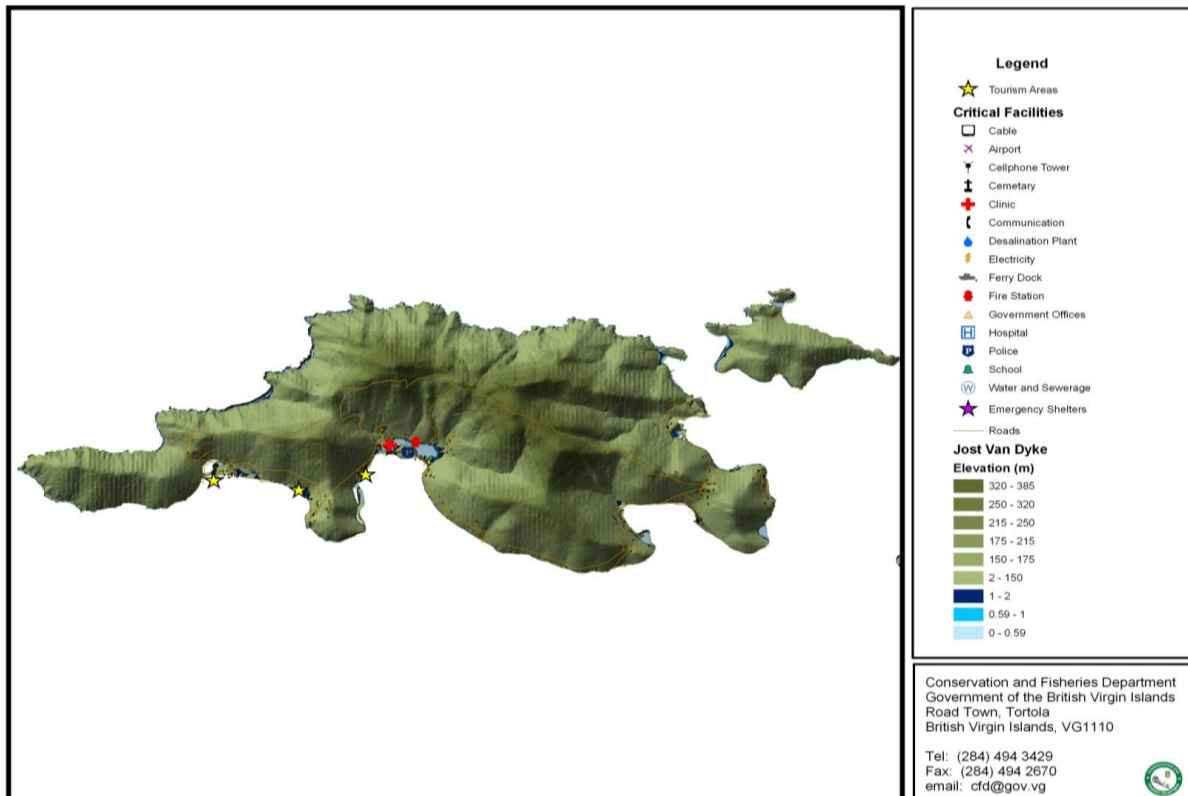 Legend
Tourism Areas
Critical Facilities
Cable
Airport
Cellphone Tower
Cemetary
Clinic
Communication
Desalination Plant
Electricity
Ferry Dock
Fire Station
Government Offices
H Hospital
P Police
School
W Water and Sewerage
Emergency Shelters
Roads
Jost Van Dyke
Elevation (m)
320 - 385
250 - 320
215 - 250
175 - 215
150 - 175
2 - 150
1 - 2
0.59 - 1
0 - 0.59
Conservation and Fisheries Department
Government of the British Virgin Islands
Road Town, Tortola
British Virgin Islands, VG1110
Tel: (284) 494 3429
Fax: (284) 494 2670
email: cfd@gov.vg